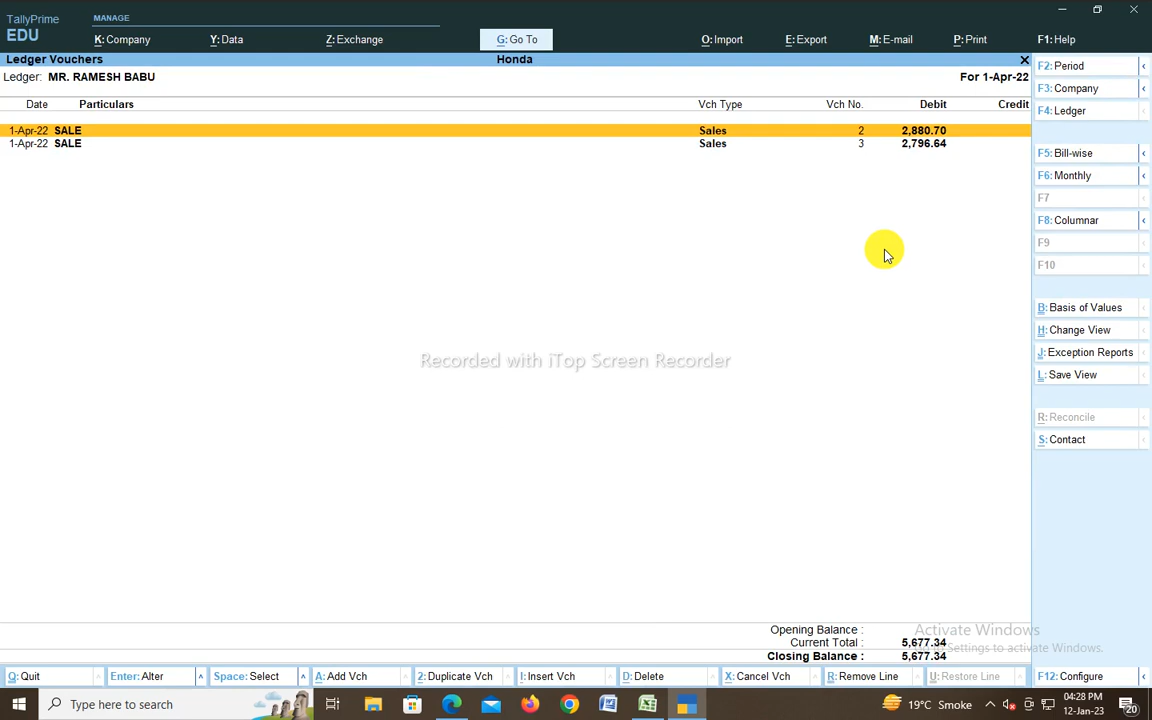 TallyPrime
EDU
MANAGE
K: Company
Y: Data
Z: Exchange
G: Go To
O: Import
E: Export
M: E-mail
P: Print
F1: Help
Ledger Vouchers
Honda
Ledger: MR. RAMESH BABU
For 1-Apr-22
Date Particulars Vch Type Vch No. Debit Credit
1-Apr-22 SALE Sales 2 2,880.70
1-Apr-22 SALE Sales 3 2,796.64
F2: Period
F3: Company
F4: Ledger
F5: Bill-wise
F6: Monthly
F7
F8: Columnar
F9
F10
B: Basis of Values
H: Change View
J: Exception Reports
L: Save View
R: Reconcile
S: Contact
Recorded with iTop Screen Recorder
Opening Balance :
Current Total : 5,677.34
Closing Balance : 5,677.34
Activate Windows
Settings to activate Windows.
Q: Quit
Enter: Alter
Space: Select
A: Add Vch
2: Duplicate Vch
I: Insert Vch
D: Delete
X: Cancel Vch
R: Remove Line
U: Restore Line
F12: Configure
Type here to search
19°C Smoke
04:28 PM
12-Jan-23
20